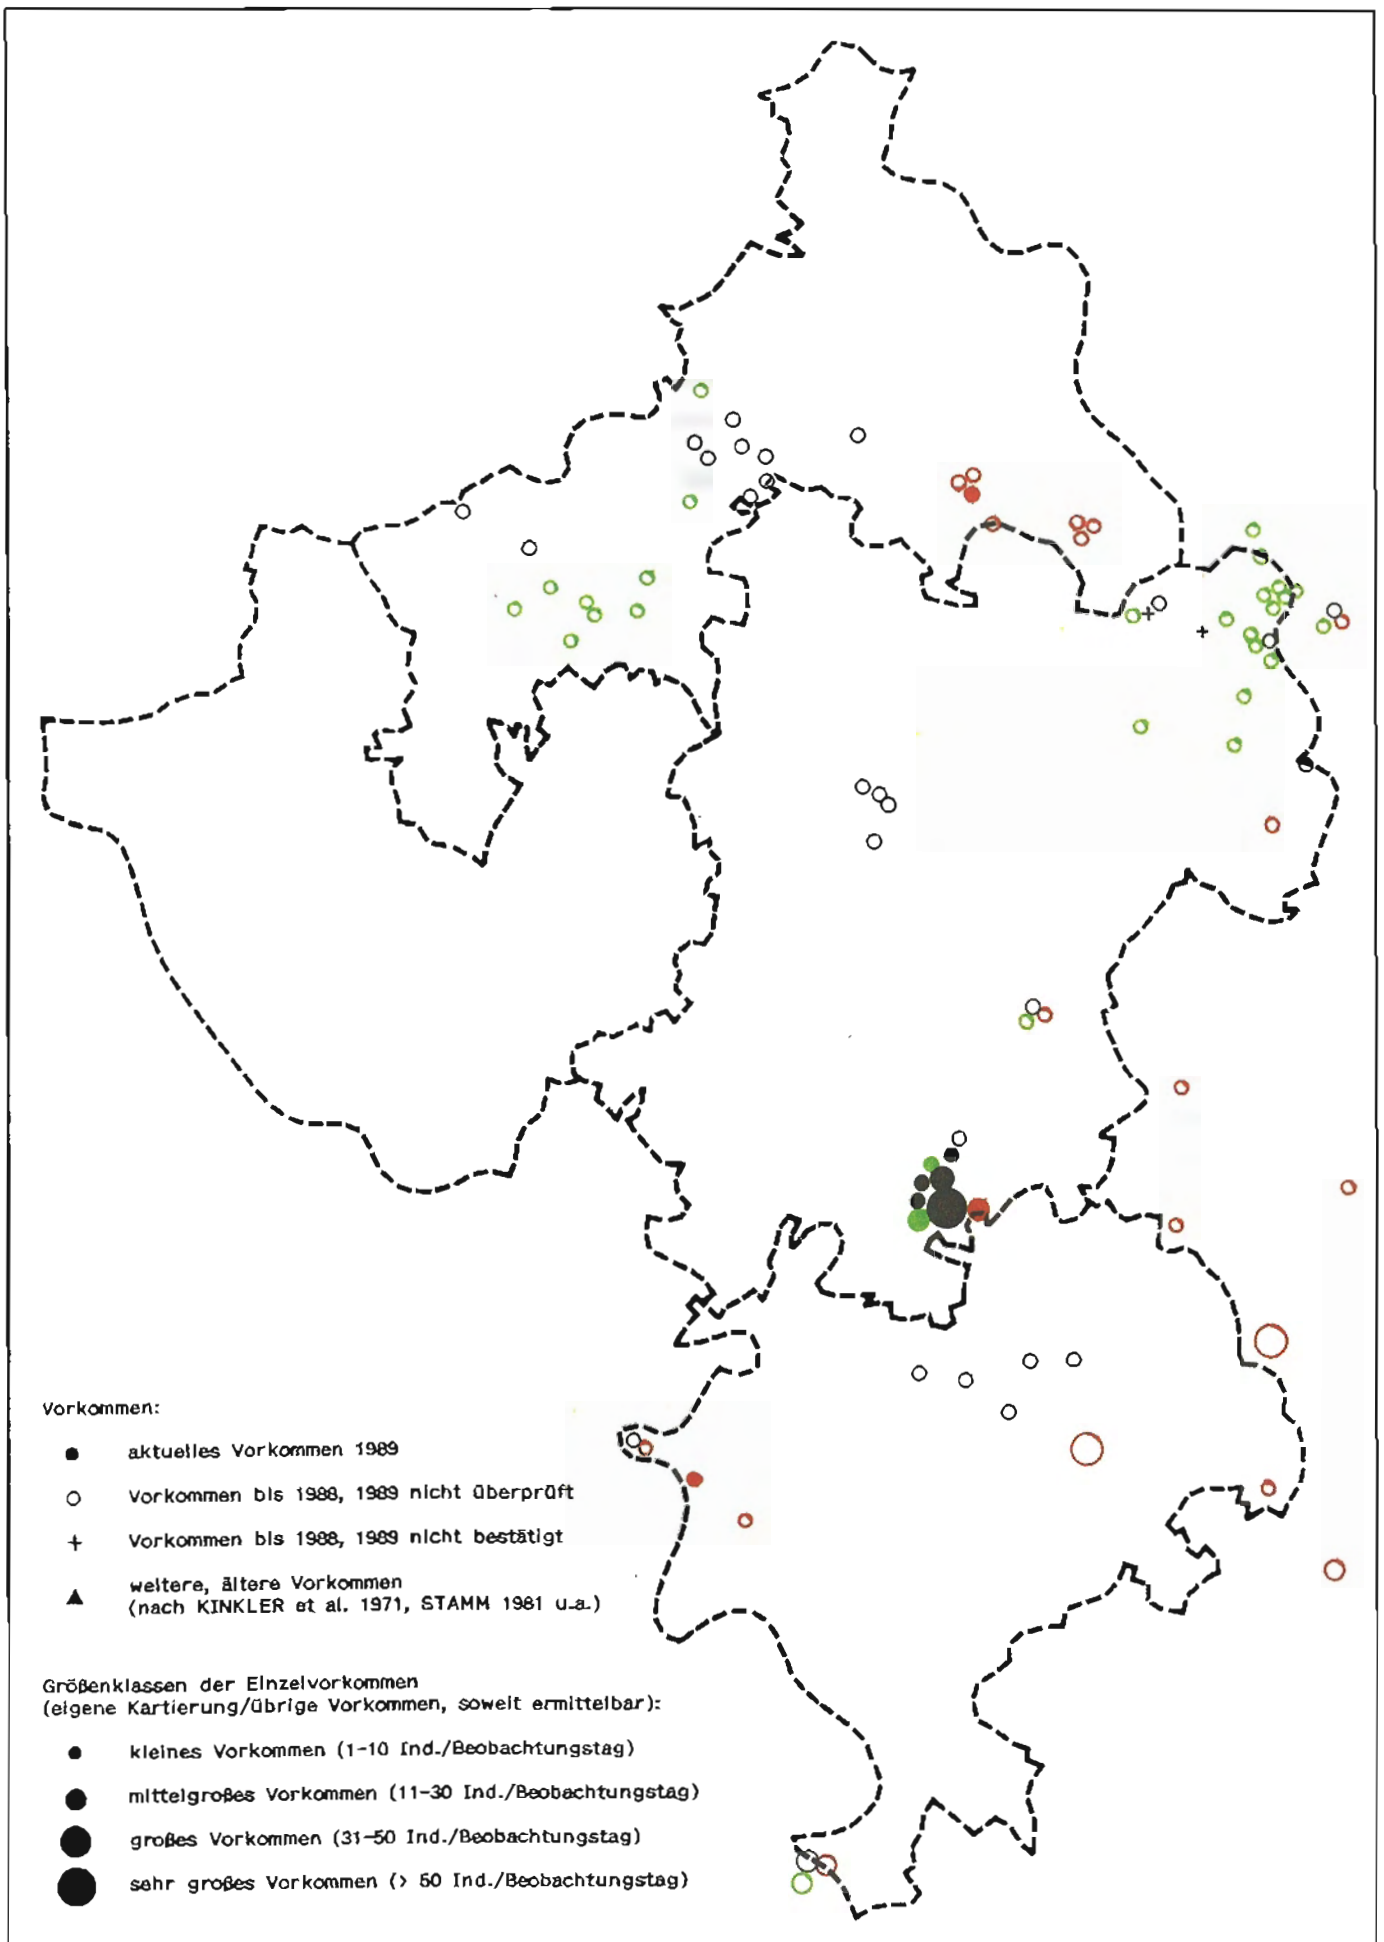 Vorkommen:
aktuelles Vorkommen 1989
Vorkommen bis 1988, 1989 nicht überprüft
Vorkommen bis 1988, 1989 nicht bestätigt
weitere, ältere Vorkommen
(nach KINKLER et al. 1971, STAMM 1981 u.a.)
Größenklassen der Einzelvorkommen
(eigene Kartierung/übrige Vorkommen, soweit ermittelbar):
kleines Vorkommen (1-10 Ind./Beobachtungstag)
mittelgroßes Vorkommen (11-30 Ind./Beobachtungstag)
großes Vorkommen (31-50 Ind./Beobachtungstag)
sehr großes Vorkommen (> 50 Ind./Beobachtungstag)